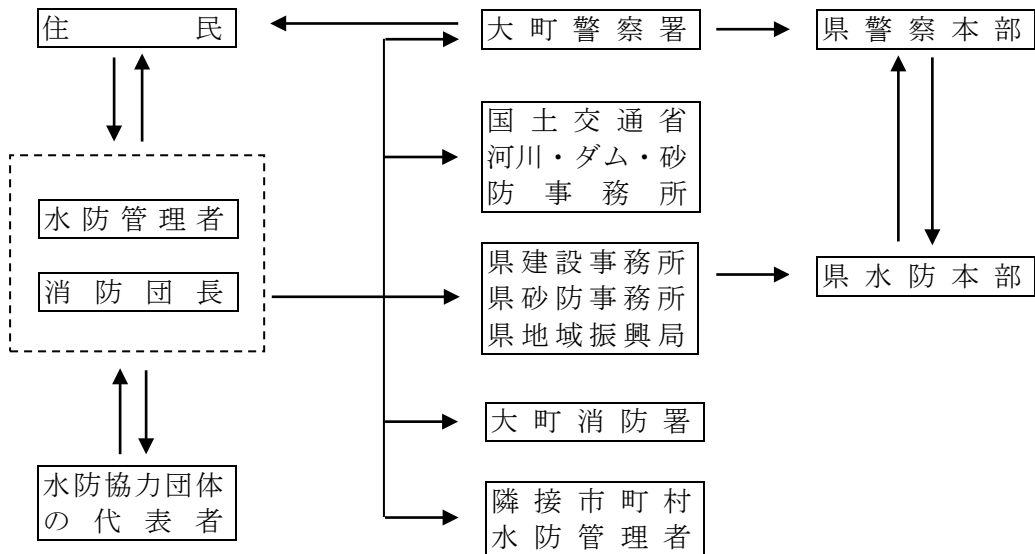 住民
大町警察署
県警察本部
国土交通省
河川・ダム・砂
防事務所
水防管理者
消防団長
県建設事務所
県砂防事務所
県地域振興局
県水防本部
大町消防署
水防協力団体
の代表者
隣接市町村
水防管理者